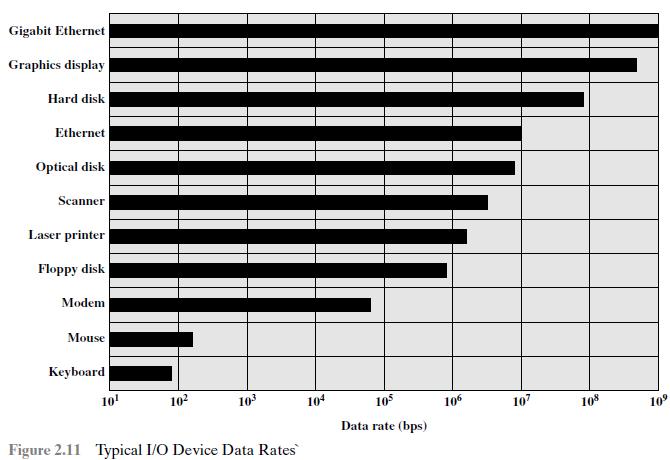 Gigabit Ethernet
Graphics display
Hard disk
Ethernet
Optical disk
Scanner
Laser printer
Floppy disk
Modem
Mouse
Keyboard
10¹ 10² 10³ 10⁴ 10⁵ 10⁶ 10⁷ 10⁸ 10⁹
Data rate (bps)
Figure 2.11 Typical I/O Device Data Rates`